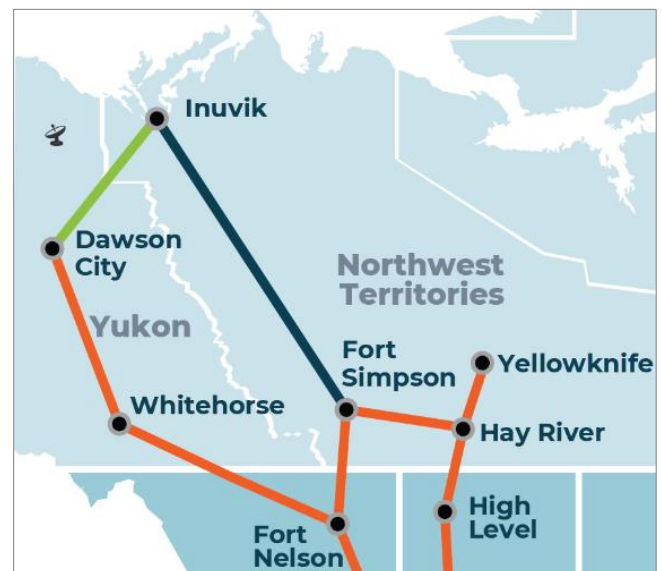 Inuvik
Dawson
City
Northwest
Territories
Yukon
Fort
Simpson
Yellowknife
Whitehorse
Hay River
High
Level
Fort
Nelson